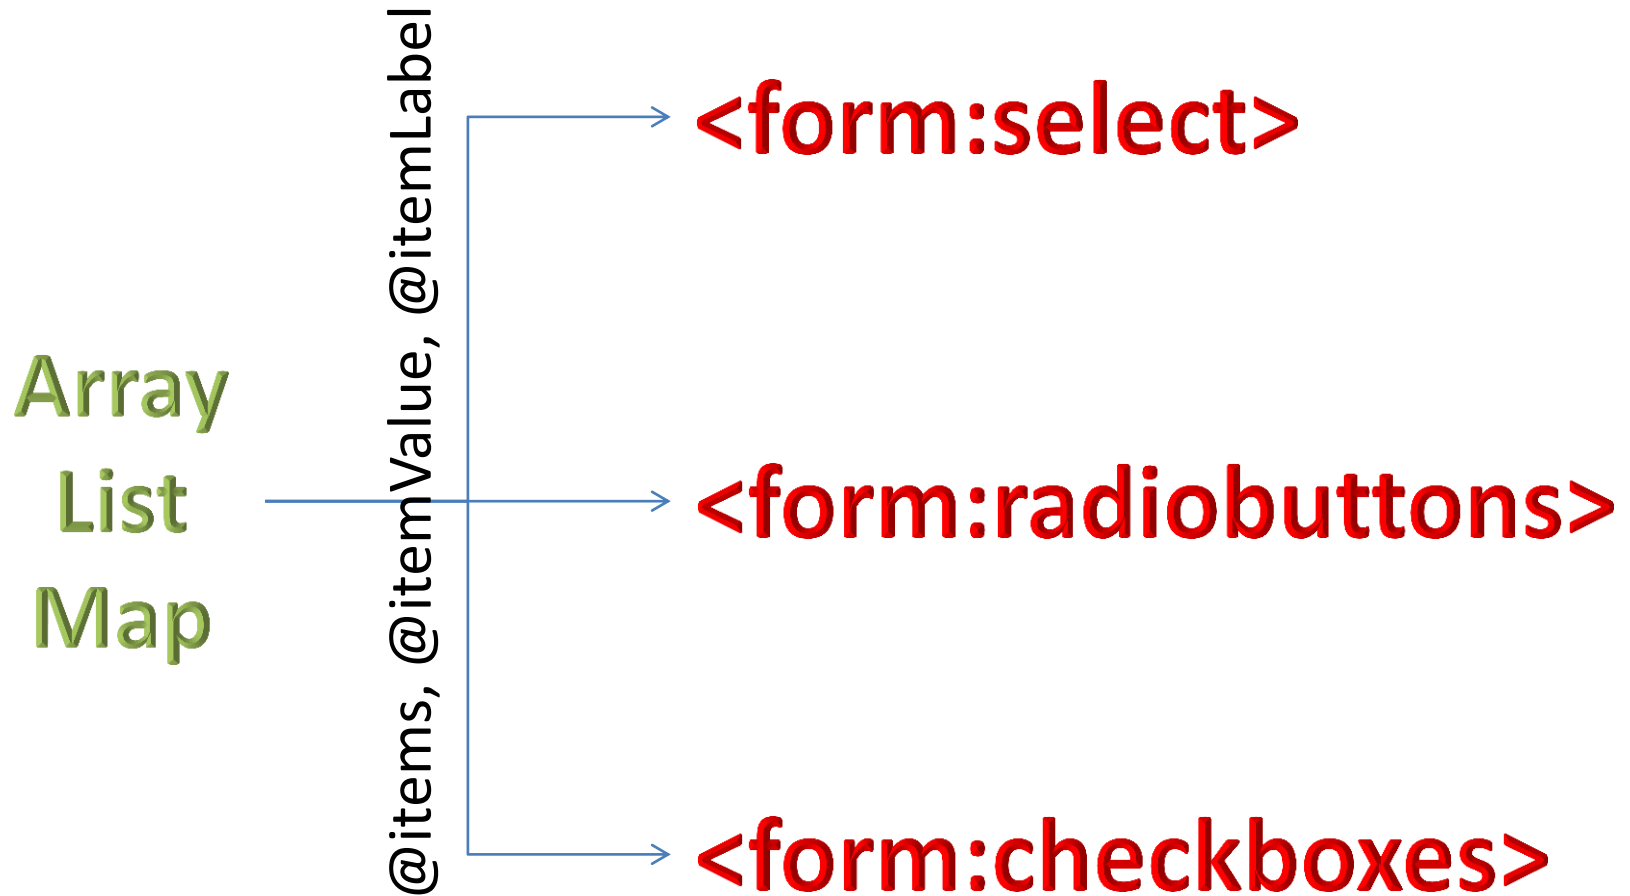 Array
List
Map
@items, @itemValue, @itemLabel
<form:select>
<form:radiobuttons>
<form:checkboxes>